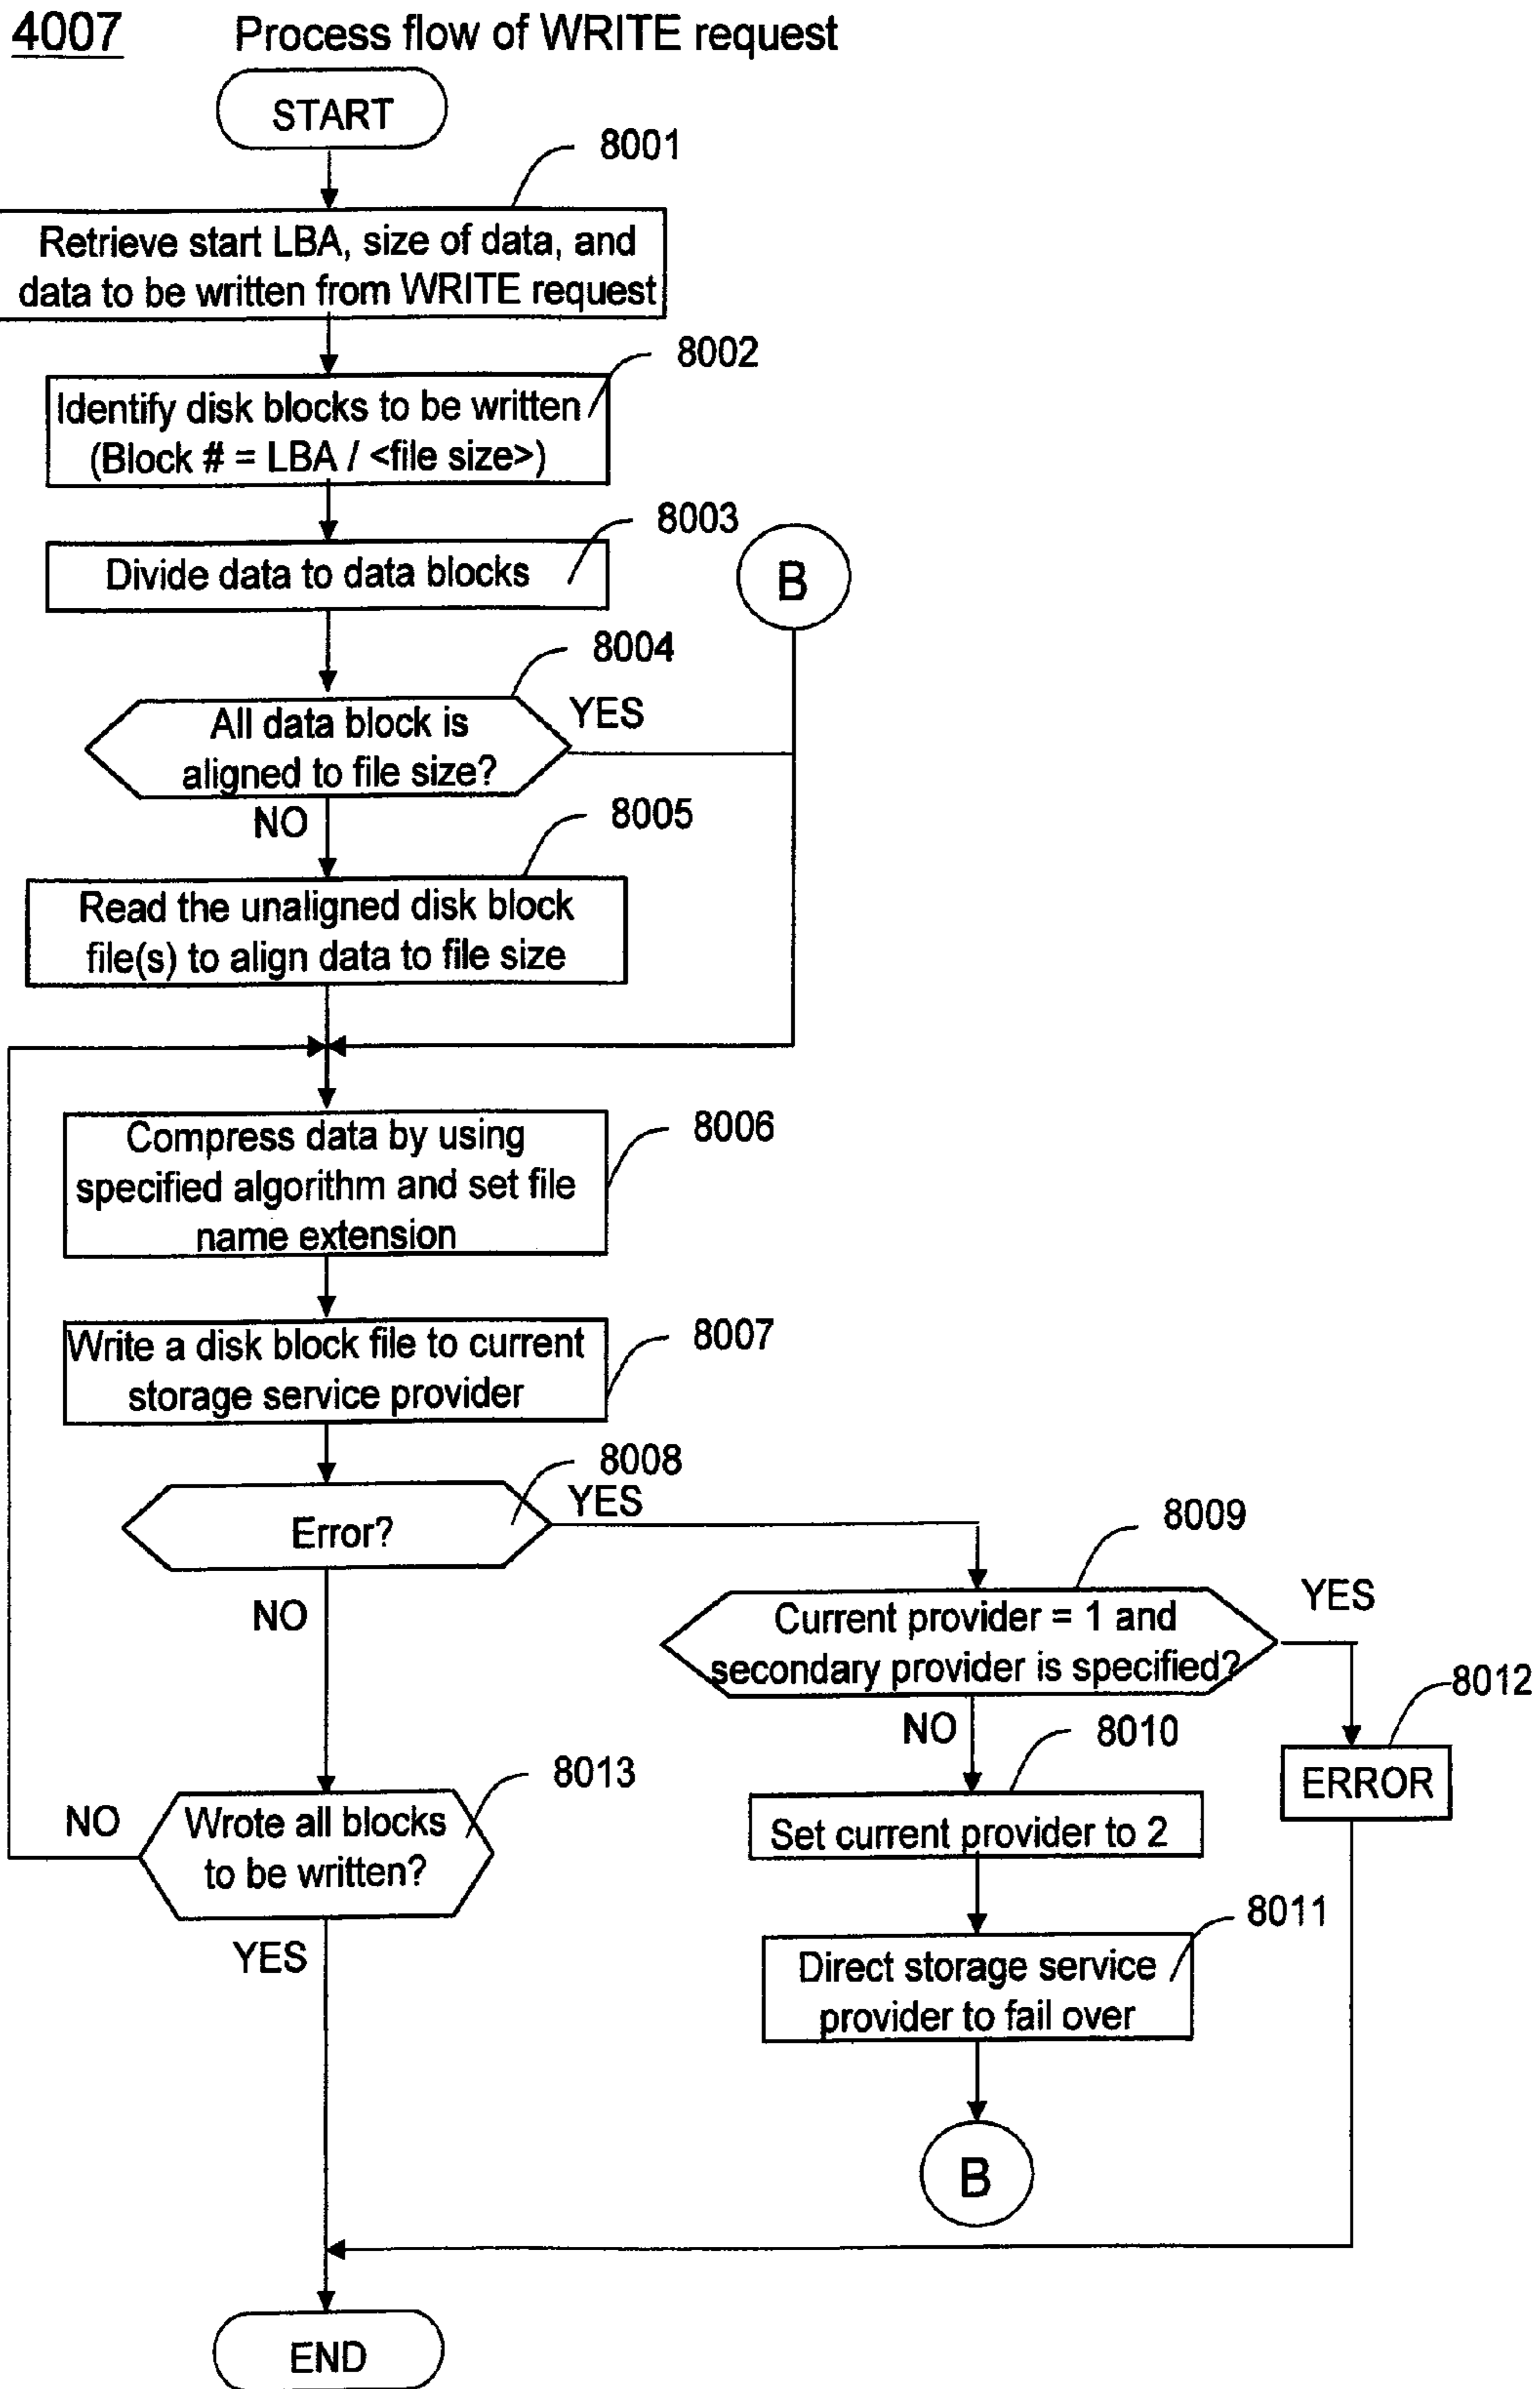 4007 Process flow of WRITE request
START
8001
Retrieve start LBA, size of data, and
data to be written from WRITE request
8002
Identify disk blocks to be written
(Block # = LBA / <file size>)
8003
Divide data to data blocks
B
8004
All data block is
aligned to file size?
YES
NO
8005
Read the unaligned disk block
file(s) to align data to file size
8006
Compress data by using
specified algorithm and set file
name extension
8007
Write a disk block file to current
storage service provider
8008
Error?
YES
NO
8009
Current provider = 1 and
secondary provider is specified?
YES
NO
8012
ERROR
8010
Set current provider to 2
8011
Direct storage service
provider to fail over
B
8013
Wrote all blocks
to be written?
NO
YES
END